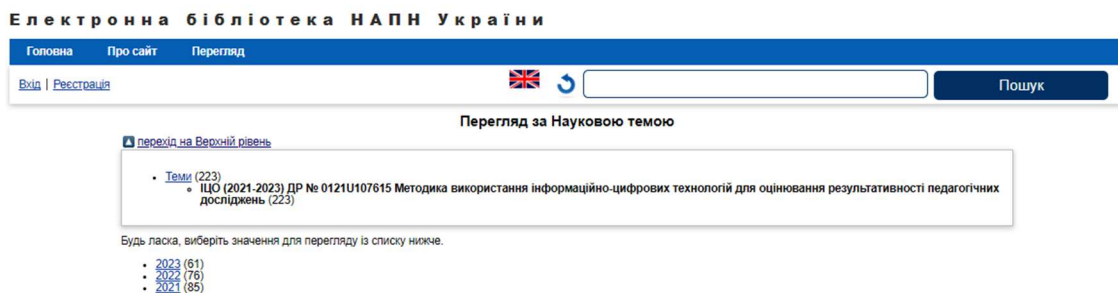 Електронна бібліотека НАПН України
Головна Про сайт Перегляд
Вхід | Реєстрація Пошук
Перегляд за Науковою темою
перехід на Верхній рівень
Теми (223)
ІЦО (2021-2023) ДР № 0121U107615 Методика використання інформаційно-цифрових технологій для оцінювання результативності педагогічних
досліджень (223)
Будь ласка, виберіть значення для перегляду із списку нижче.
2023 (61)
2022 (76)
2021 (85)